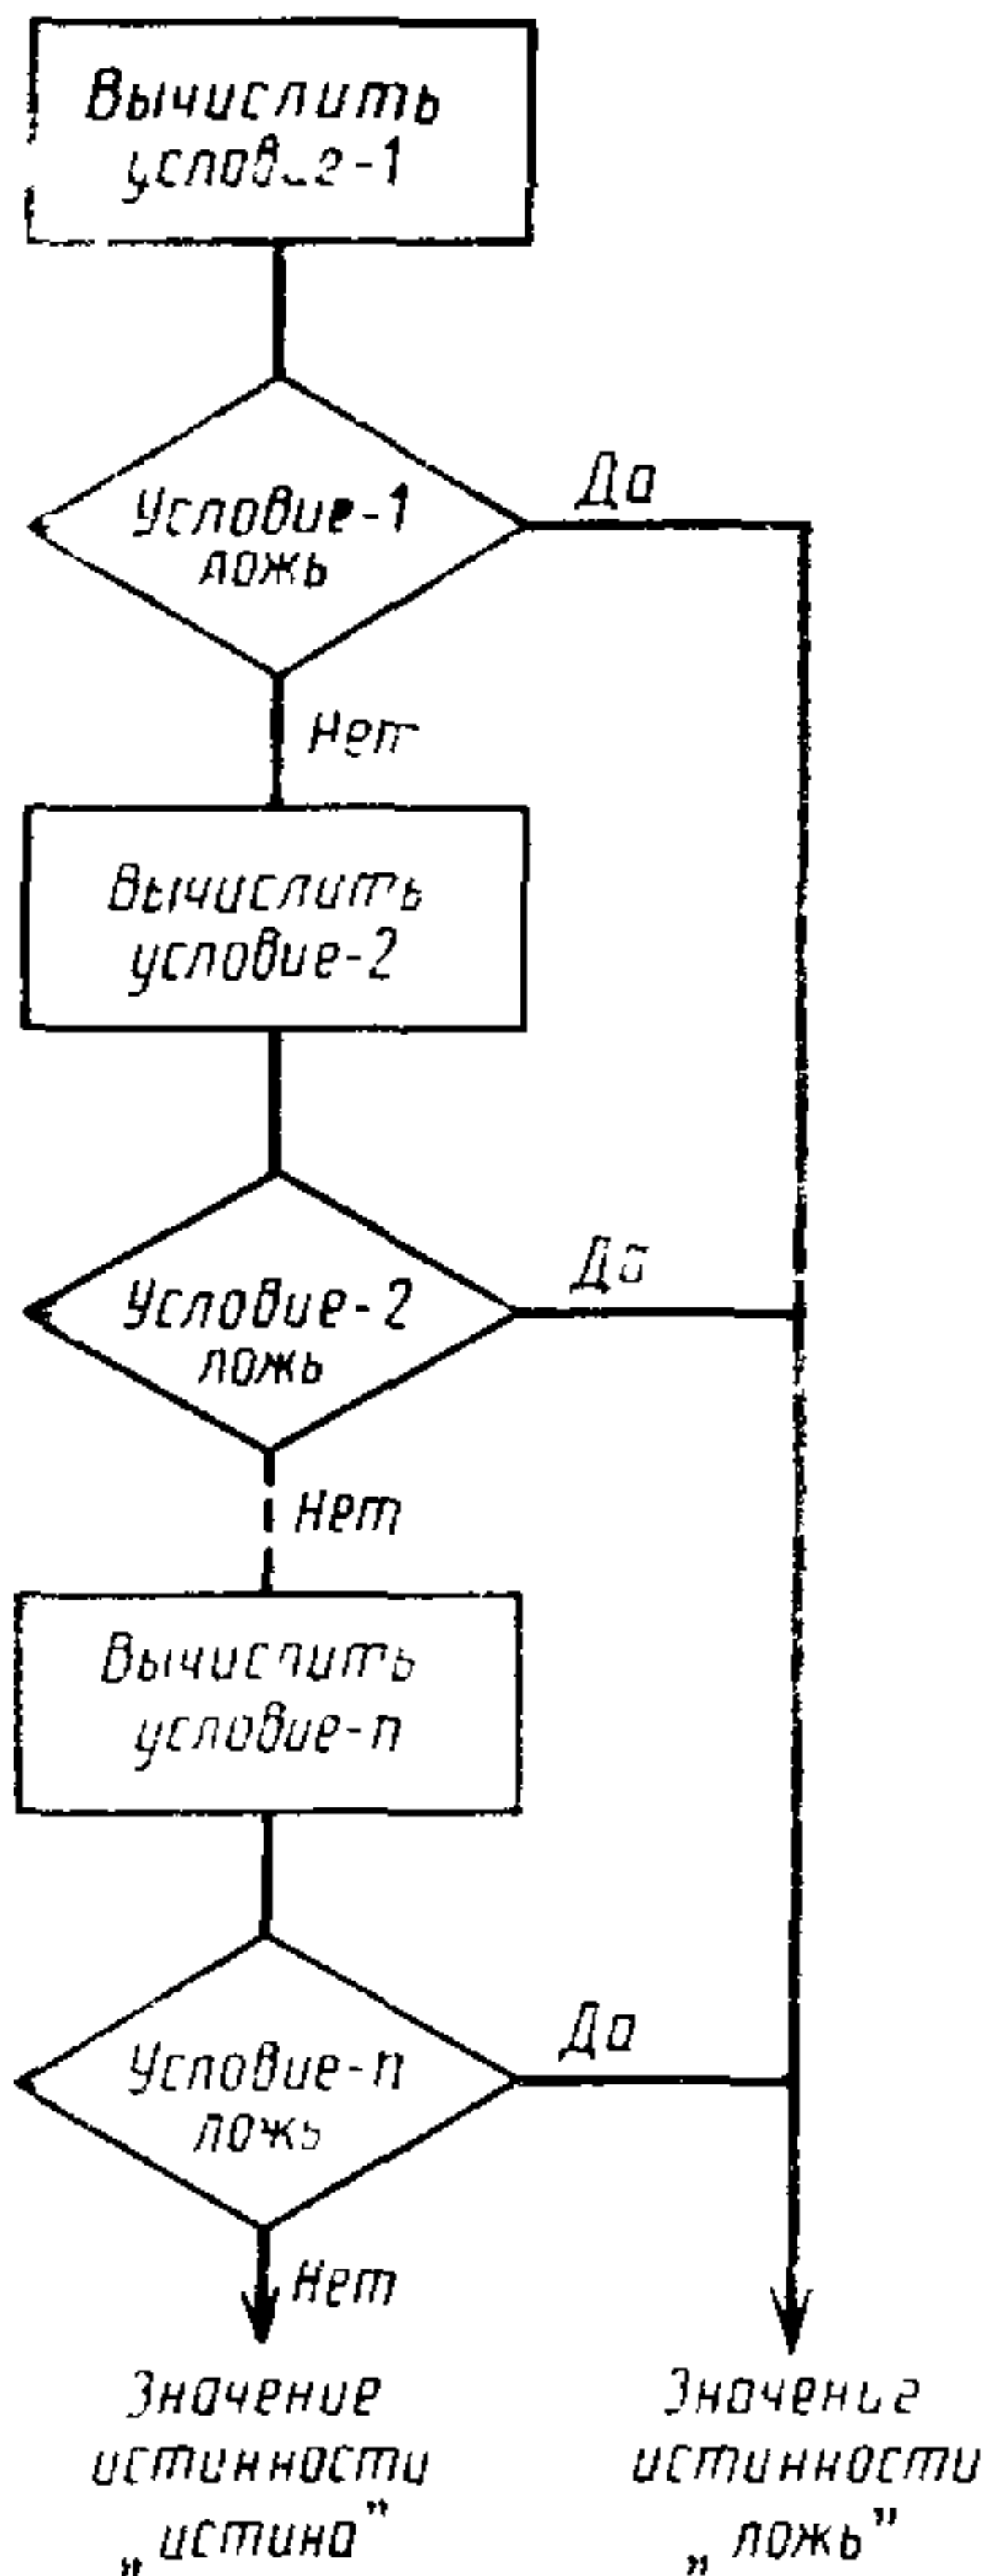 Вычислить
условие-1
Условие-1
ложь
Да
Нет
Вычислить
условие-2
Условие-2
ложь
Да
Нет
Вычислить
условие-n
Условие-n
ложь
Да
Нет
Значение
истинности
„истина”
Значение
истинности
„ложь”